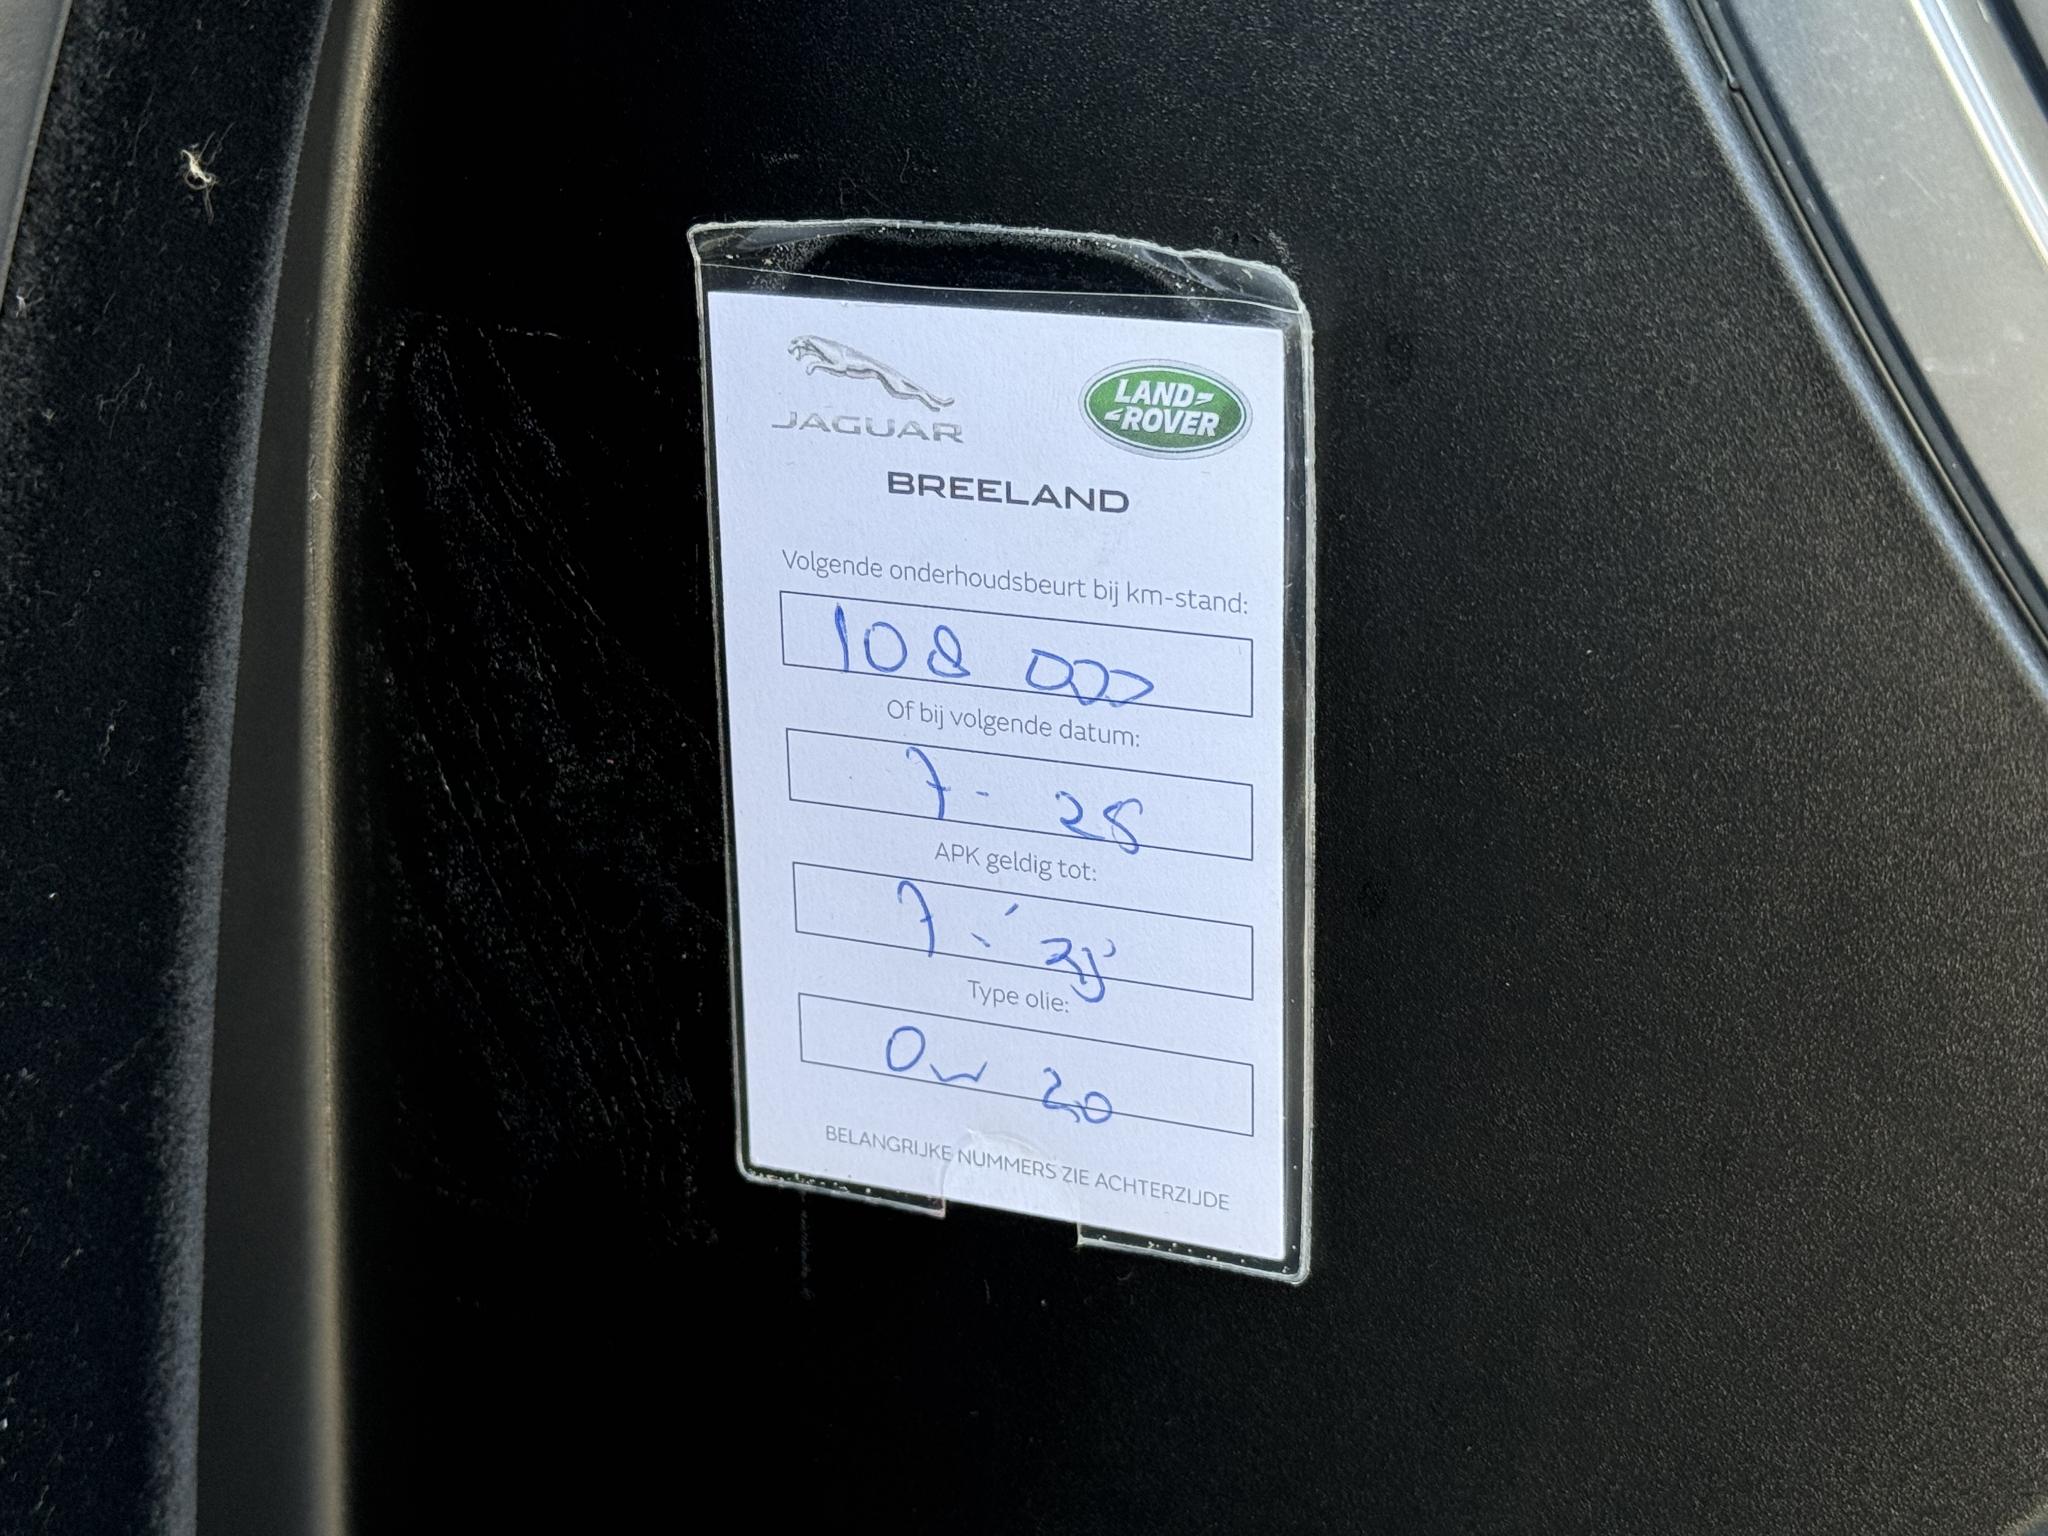 JAGUAR
LAND ROVER
BREELAND
Volgende onderhoudsbeurt bij km-stand:
108 000
Of bij volgende datum:
7 - 28
APK geldig tot:
7 -
Type olie:
0w 20
BELANGRIJKE NUMMERS ZIE ACHTERZIJDE